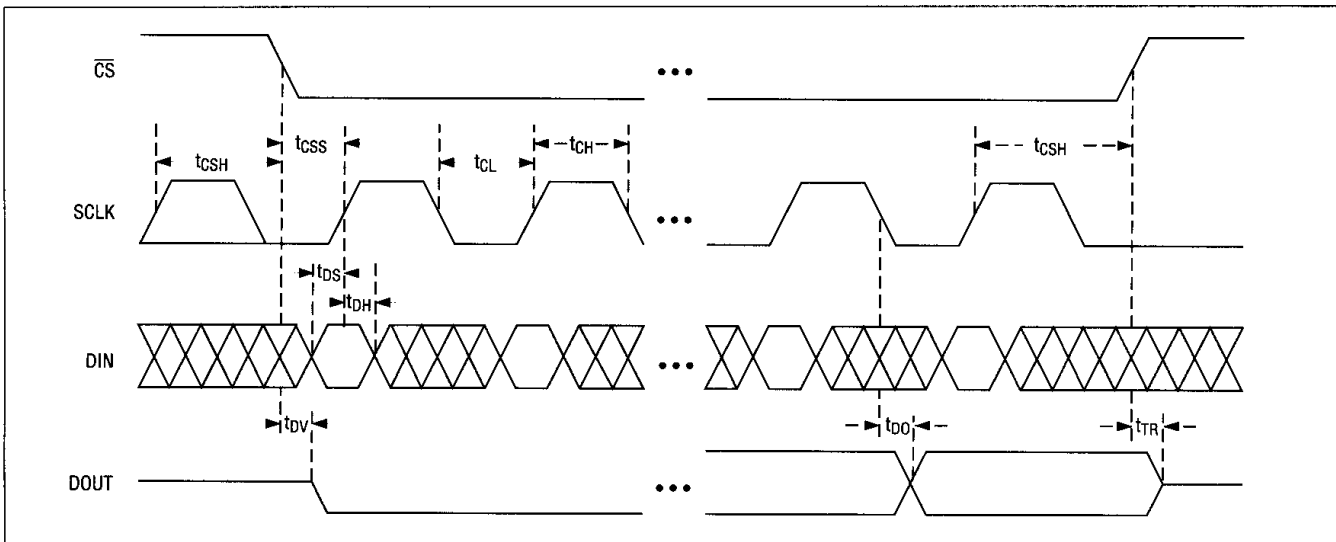 CS
•••
tCSH
tCSS
tCL
tCH
tCSH
SCLK
•••
tDS
tDH
DIN
•••
tDV
tDO
tTR
DOUT
•••